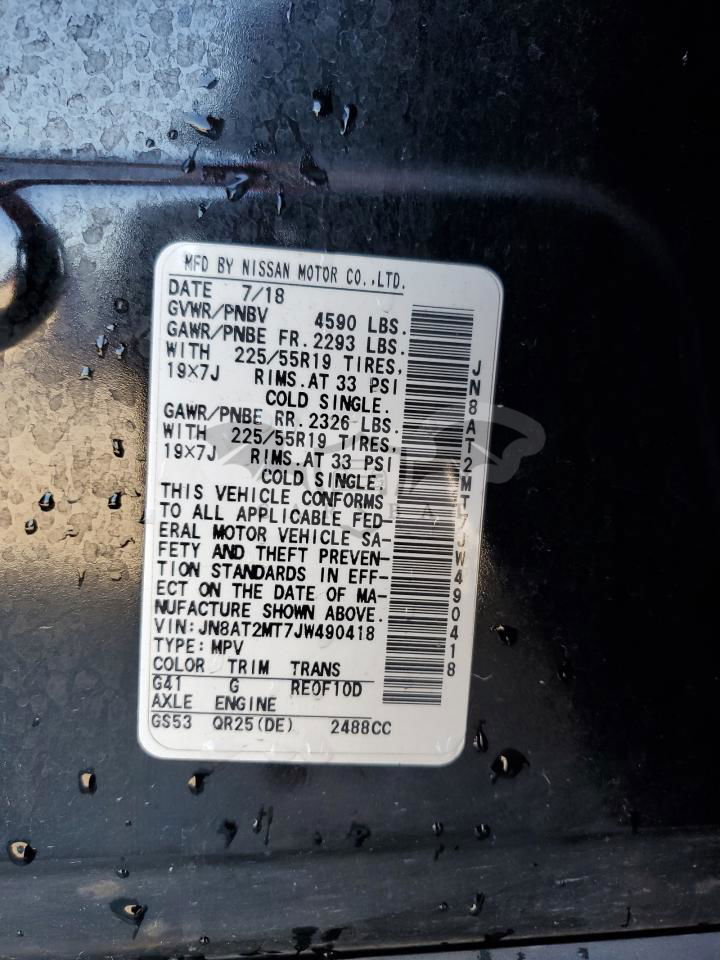 MFD BY NISSAN MOTOR CO.,LTD.
DATE 7/18
GVWR/PNBV 4590 LBS.
GAWR/PNBE FR. 2293 LBS.
WITH 225/55R19 TIRES,
19X7J RIMS. AT 33 PSI
COLD SINGLE.
GAWR/PNBE RR. 2326 LBS.
WITH 225/55R19 TIRES,
19X7J RIMS. AT 33 PSI
COLD SINGLE.
THIS VEHICLE CONFORMS
TO ALL APPLICABLE FED-
ERAL MOTOR VEHICLE SA-
FETY AND THEFT PREVEN-
TION STANDARDS IN EFF-
ECT ON THE DATE OF MA-
NUFACTURE SHOWN ABOVE.
VIN: JN8AT2MT7JW490418
TYPE: MPV
COLOR TRIM TRANS
G41 G RE0F10D
AXLE ENGINE
GS53 QR25(DE) 2488CC
JN8AT2MT7JW490418